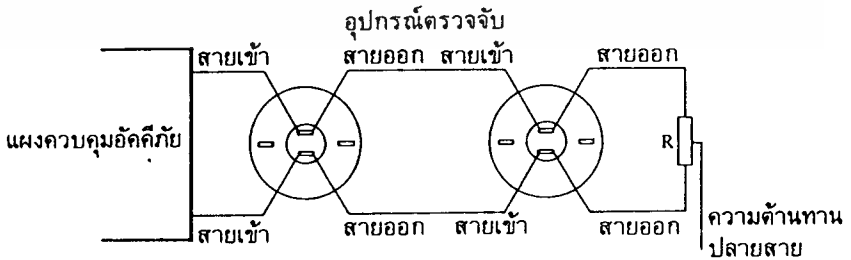 อุปกรณ์ตรวจจับ
สายเข้า
สายออก
สายเข้า
สายออก
แผงควบคุมอัคคีภัย
R
สายเข้า
สายออก
สายเข้า
สายออก
ความต้านทาน
ปลายสาย